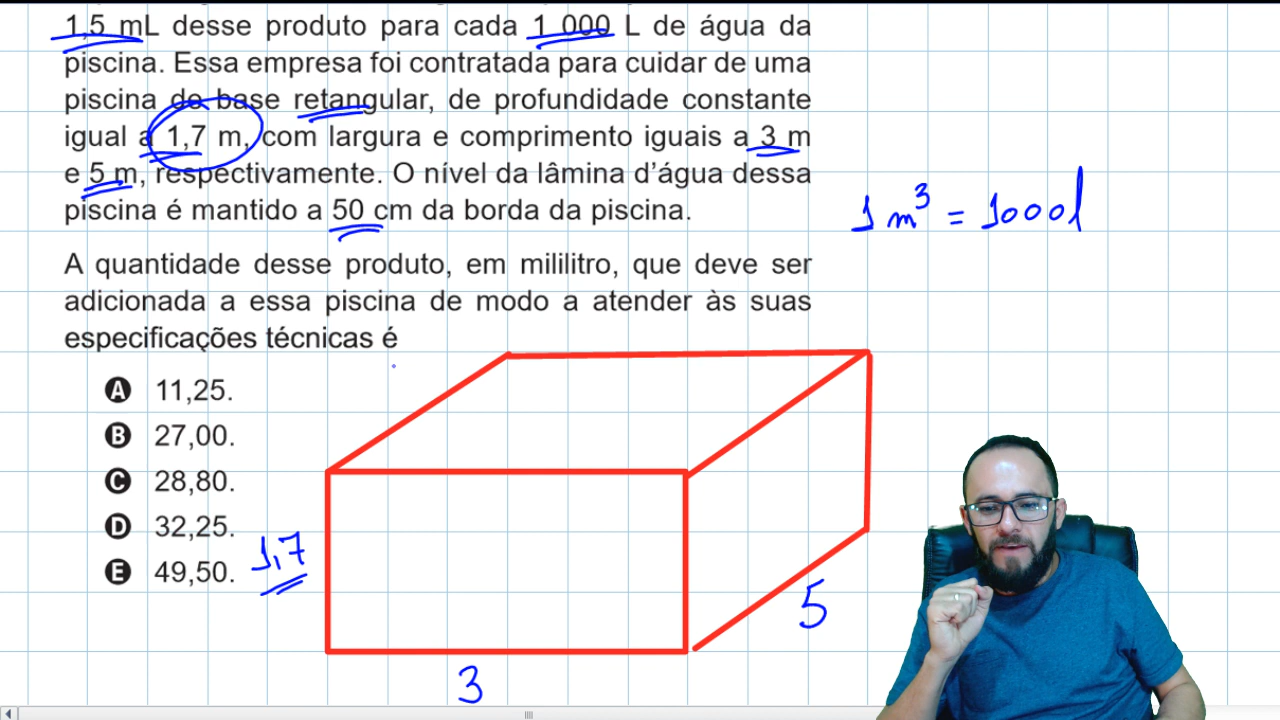 1,5 mL desse produto para cada 1 000 L de água da
piscina. Essa empresa foi contratada para cuidar de uma
piscina de base retangular, de profundidade constante
igual a 1,7 m, com largura e comprimento iguais a 3 m
e 5 m, respectivamente. O nível da lâmina d’água dessa
piscina é mantido a 50 cm da borda da piscina.
1 m³ = 1000l
A quantidade desse produto, em mililitro, que deve ser
adicionada a essa piscina de modo a atender às suas
especificações técnicas é
A 11,25.
B 27,00.
C 28,80.
D 32,25.
E 49,50.
1,7
5
3